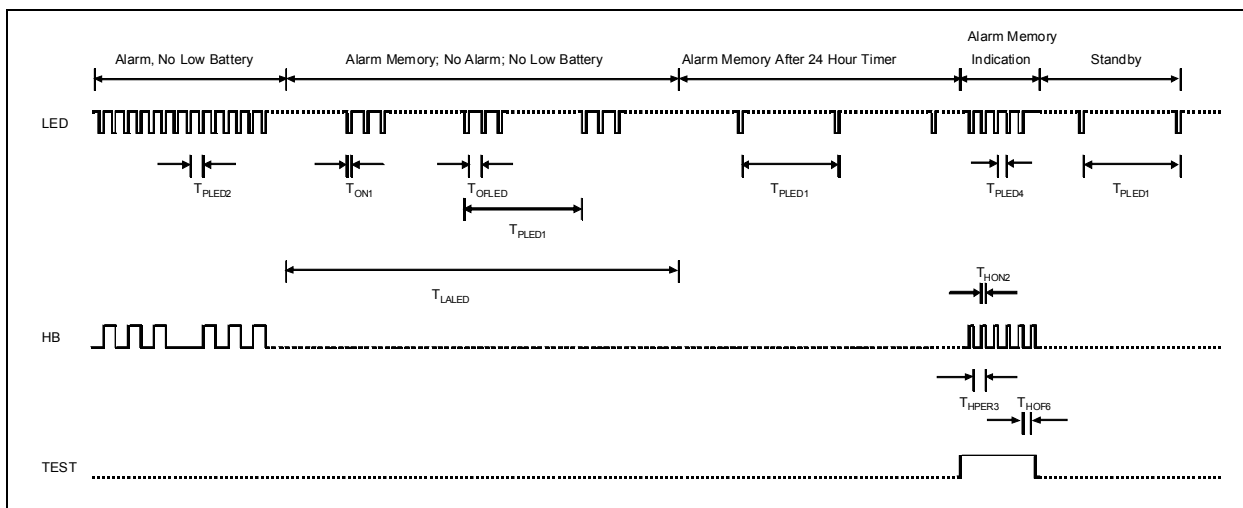 Alarm, No Low Battery
Alarm Memory; No Alarm; No Low Battery
Alarm Memory After 24 Hour Timer
Alarm Memory
Indication
Standby
LED
TPLED2
TON1
TOFLED
TPLED1
TPLED1
TPLED4
TPLED1
TLALED
THON2
HB
THPER3
THOF6
TEST